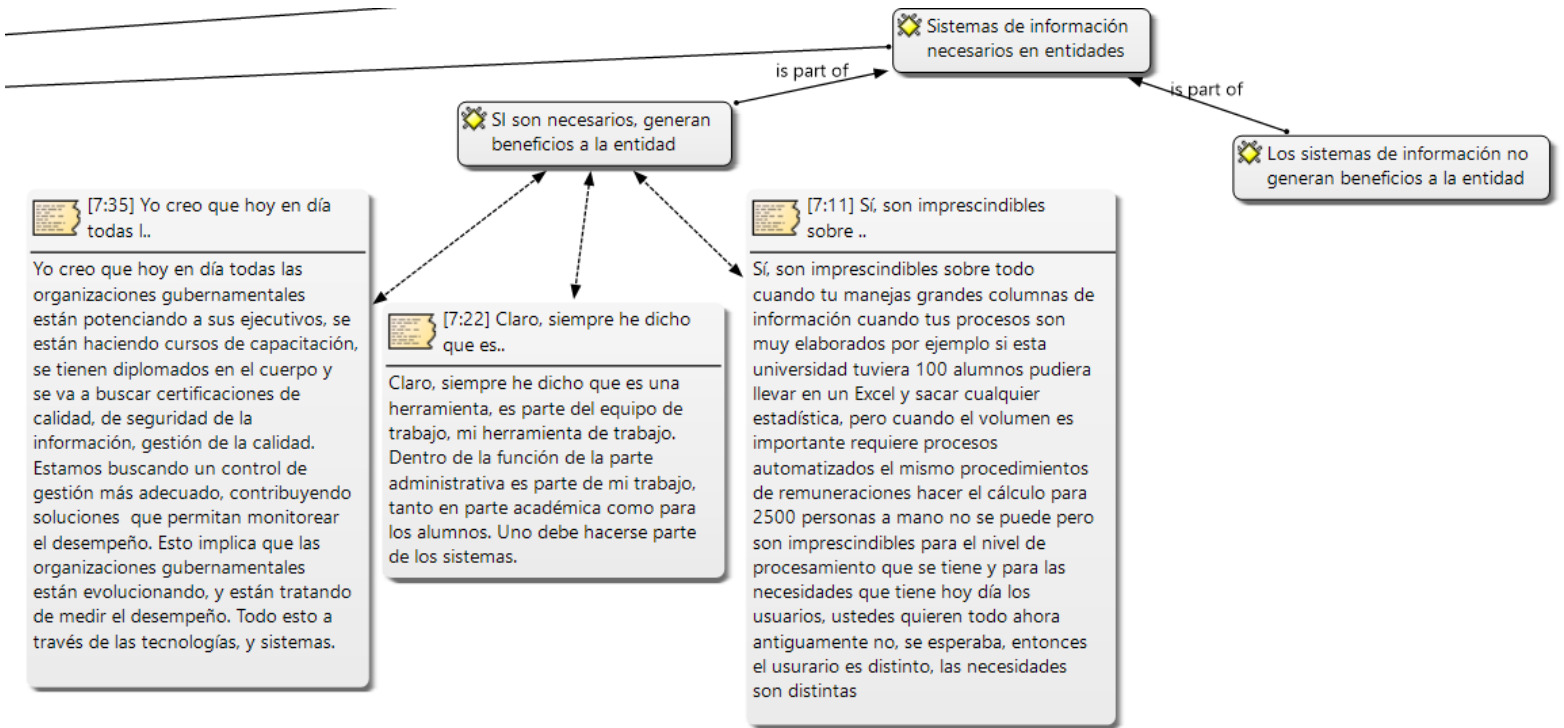 Sistemas de información
necesarios en entidades
is part of
is part of
SI son necesarios, generan
beneficios a la entidad
Los sistemas de información no
generan beneficios a la entidad
[7:35] Yo creo que hoy en día
todas l..
Yo creo que hoy en día todas las
organizaciones gubernamentales
están potenciando a sus ejecutivos, se
están haciendo cursos de capacitación,
se tienen diplomados en el cuerpo y
se va a buscar certificaciones de
calidad, de seguridad de la
información, gestión de la calidad.
Estamos buscando un control de
gestión más adecuado, contribuyendo
soluciones  que permitan monitorear
el desempeño. Esto implica que las
organizaciones gubernamentales
están evolucionando, y están tratando
de medir el desempeño. Todo esto a
través de las tecnologías, y sistemas.
[7:22] Claro, siempre he dicho
que es..
Claro, siempre he dicho que es una
herramienta, es parte del equipo de
trabajo, mi herramienta de trabajo.
Dentro de la función de la parte
administrativa es parte de mi trabajo,
tanto en parte académica como para
los alumnos. Uno debe hacerse parte
de los sistemas.
[7:11] Sí, son imprescindibles
sobre ..
Sí, son imprescindibles sobre todo
cuando tu manejas grandes columnas de
información cuando tus procesos son
muy elaborados por ejemplo si esta
universidad tuviera 100 alumnos pudiera
llevar en un Excel y sacar cualquier
estadística, pero cuando el volumen es
importante requiere procesos
automatizados el mismo procedimientos
de remuneraciones hacer el cálculo para
2500 personas a mano no se puede pero
son imprescindibles para el nivel de
procesamiento que se tiene y para las
necesidades que tiene hoy día los
usuarios, ustedes quieren todo ahora
antiguamente no, se esperaba, entonces
el usurario es distinto, las necesidades
son distintas